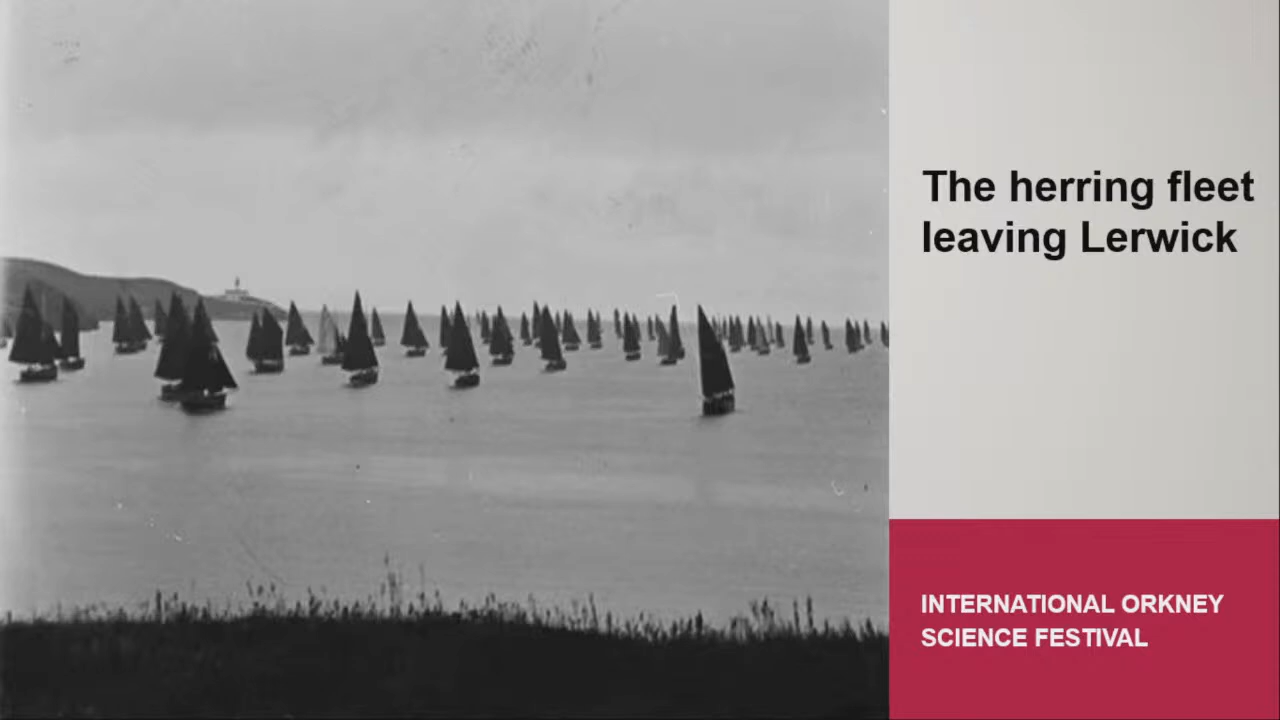 The herring fleet
leaving Lerwick
INTERNATIONAL ORKNEY
SCIENCE FESTIVAL